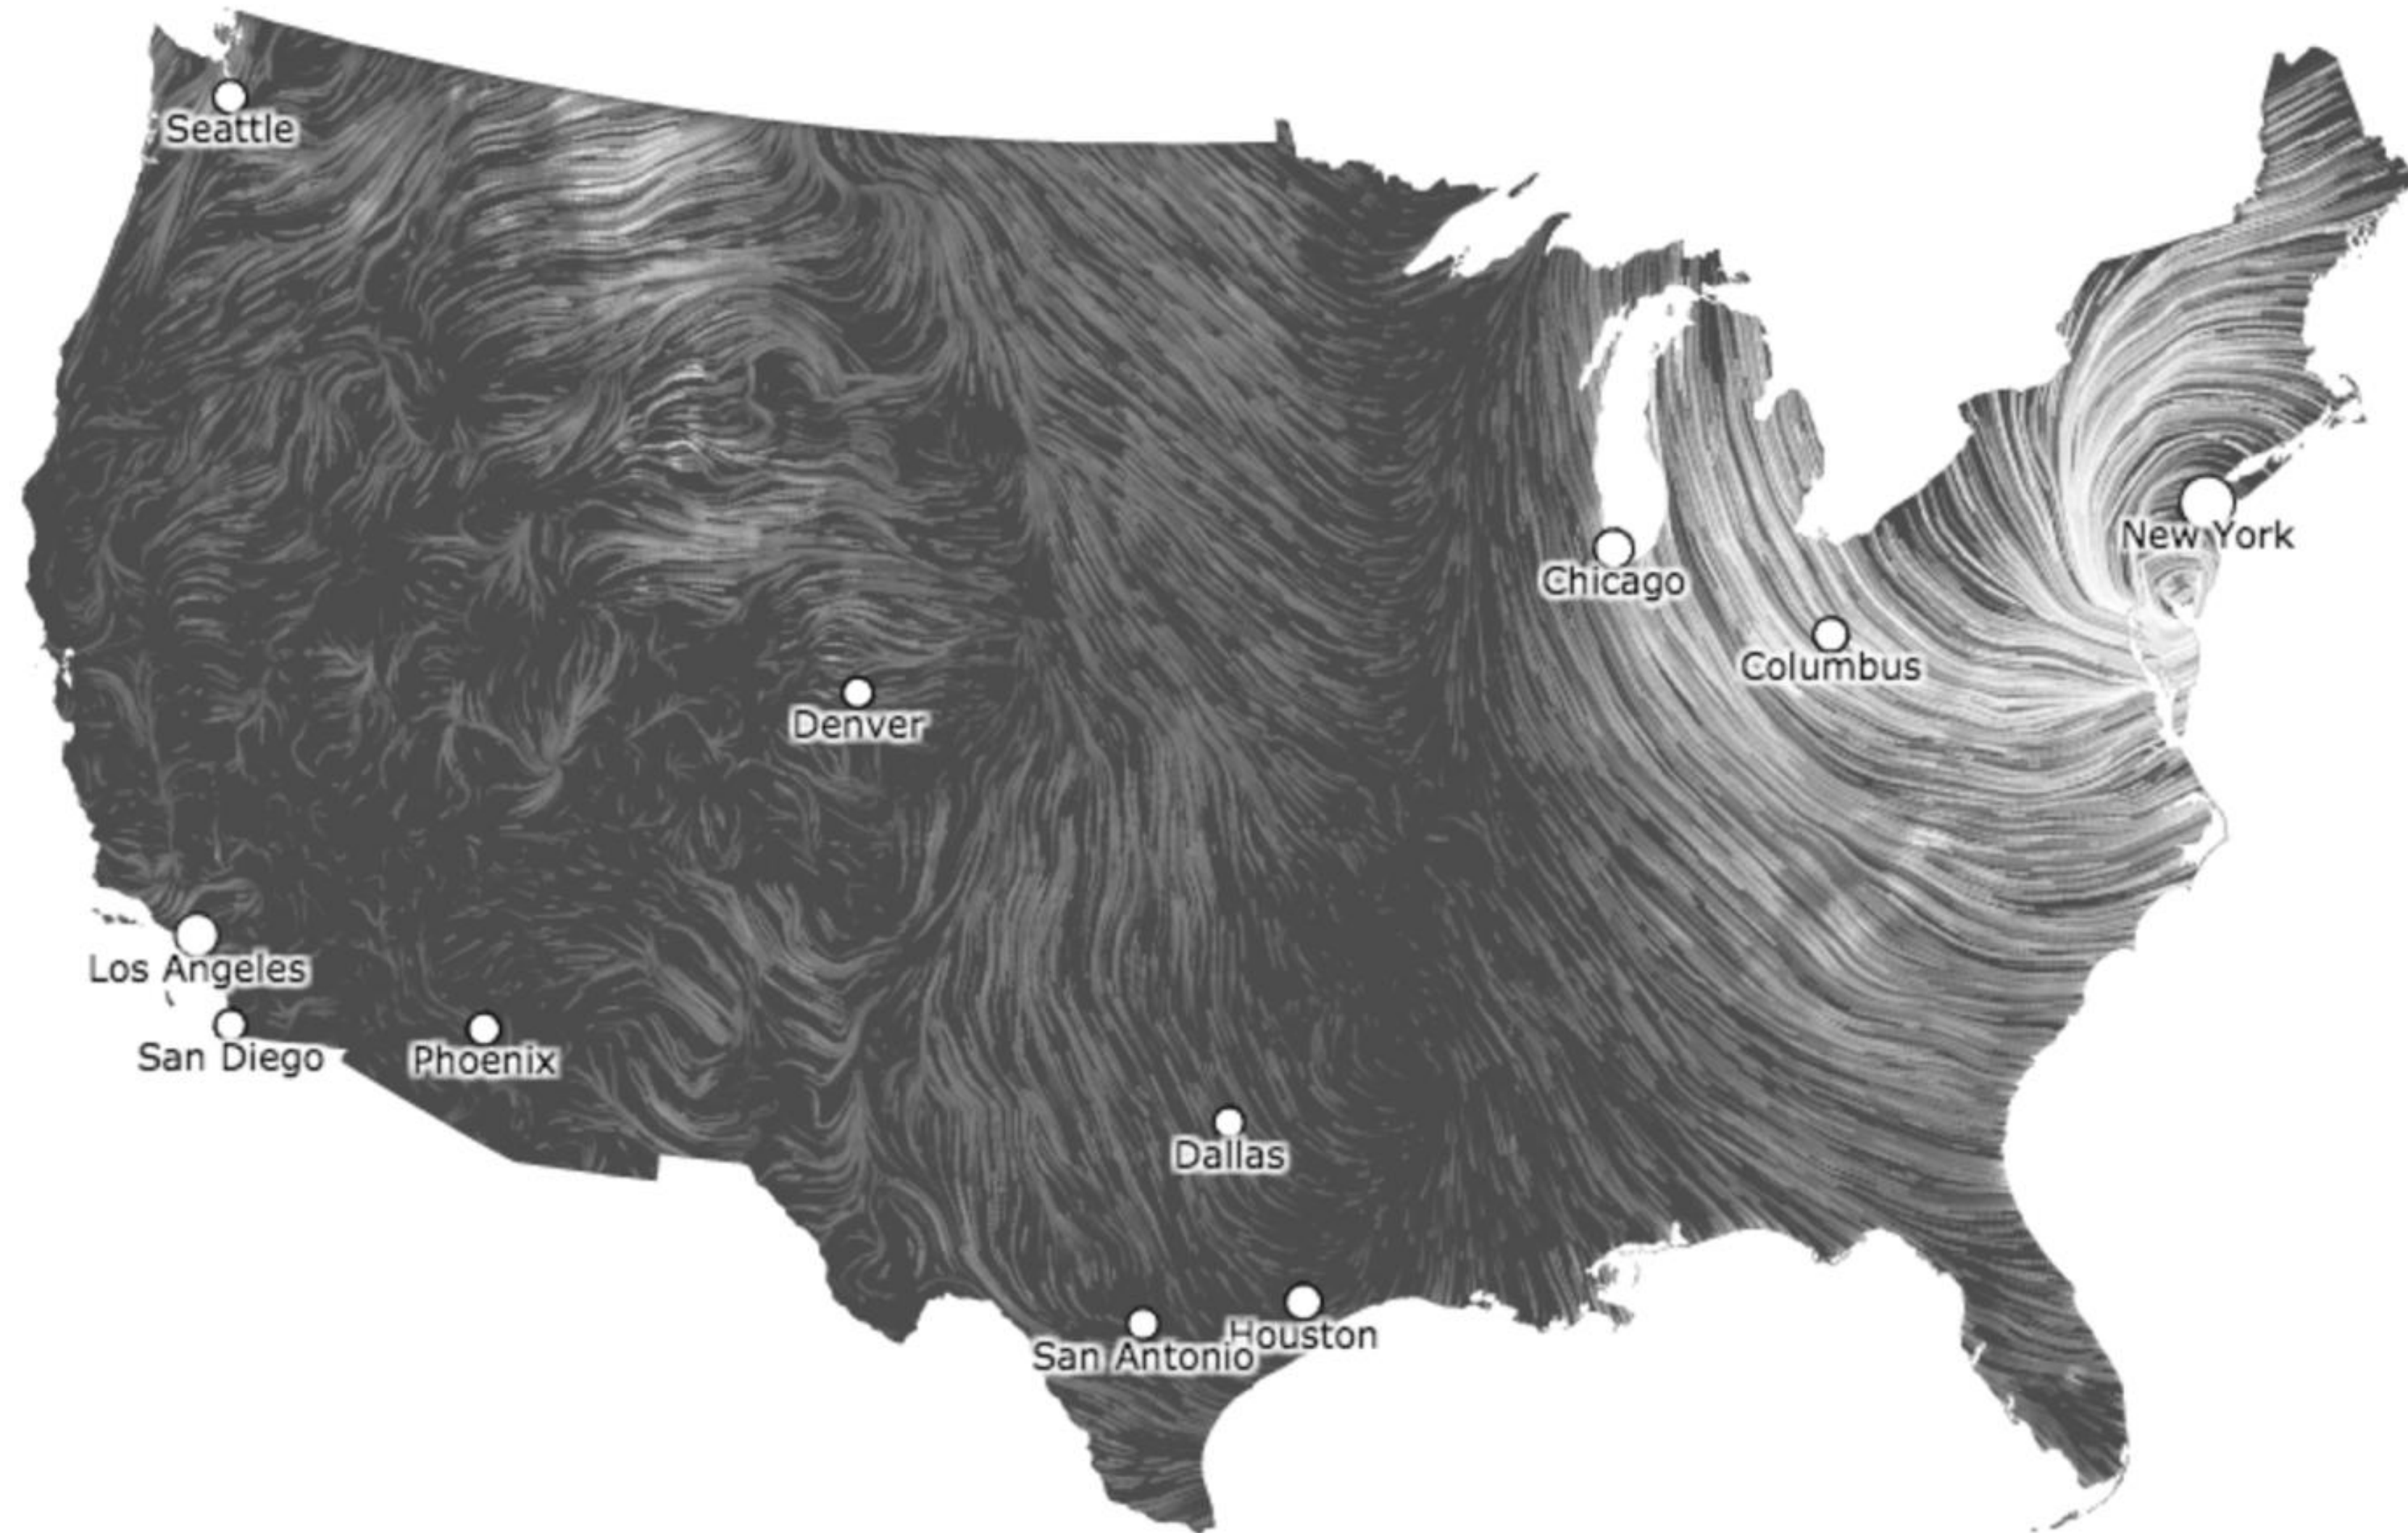 Seattle
New York
Chicago
Columbus
Denver
Los Angeles
San Diego
Phoenix
Dallas
Houston
San Antonio